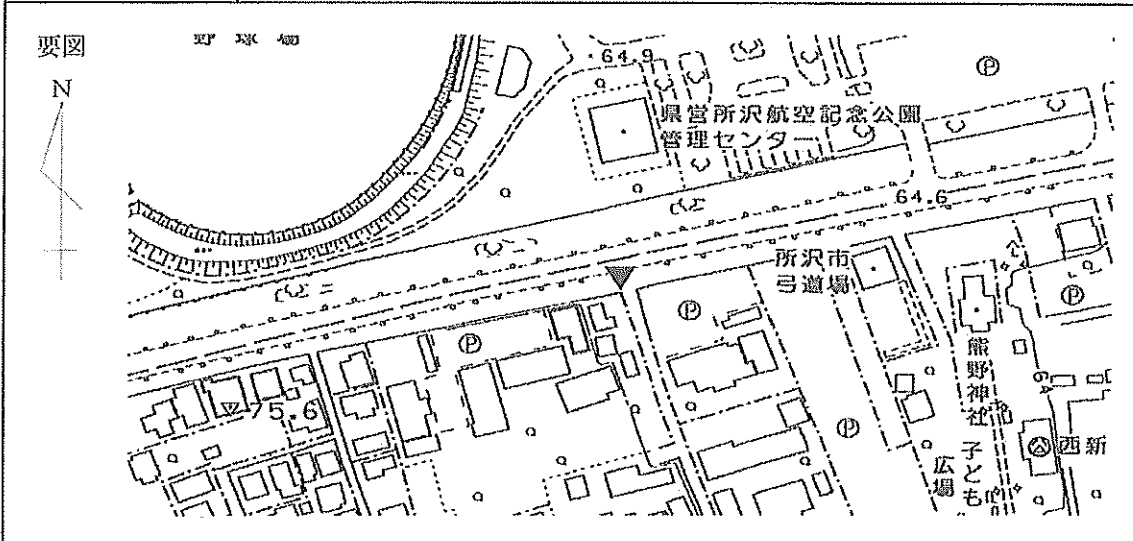 要図
N
野球場
64.9
県営所沢航空記念公園
管理センター
P
64.6
所沢市
弓道場
P
P
P
熊野神社
75.6
P
子ども
広場
公
西新